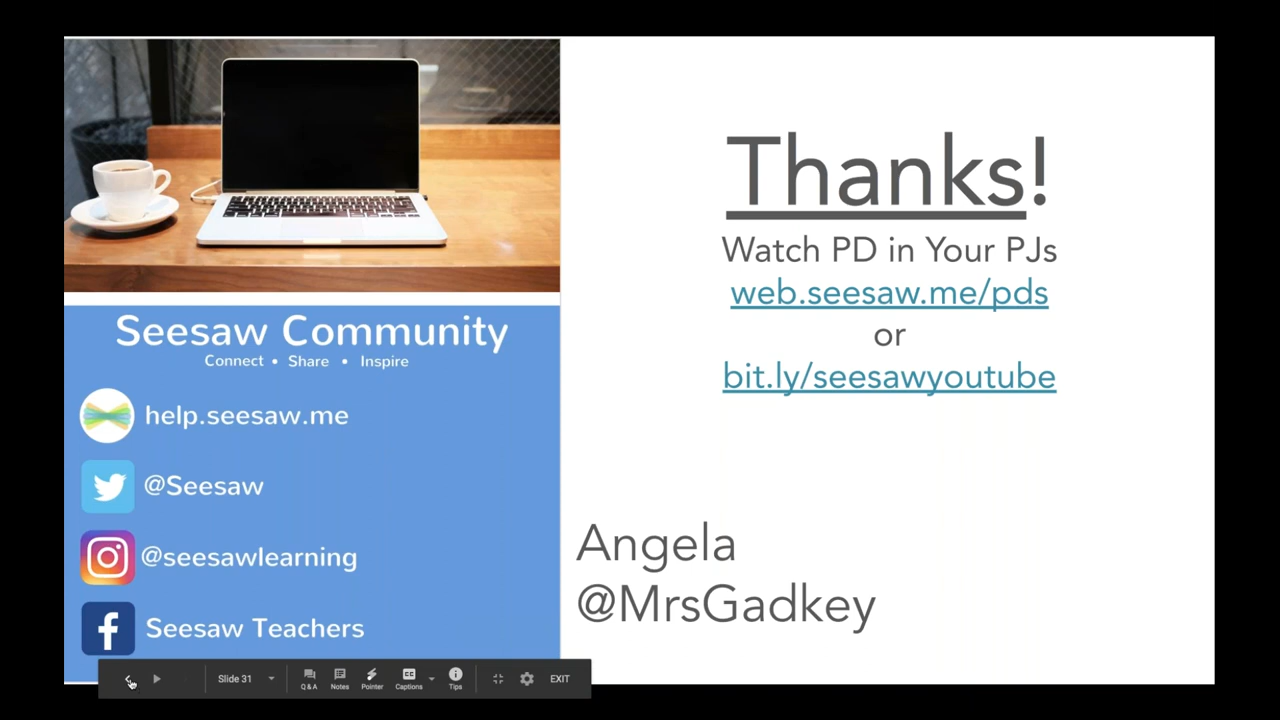 Thanks!
Watch PD in Your PJs
web.seesaw.me/pds
or
bit.ly/seesawyoutube
Seesaw Community
Connect • Share • Inspire
help.seesaw.me
@Seesaw
@seesawlearning
Seesaw Teachers
Angela
@MrsGadkey
Slide 31
Q & A
Notes
Pointer
CC
Captions
Tips
EXIT